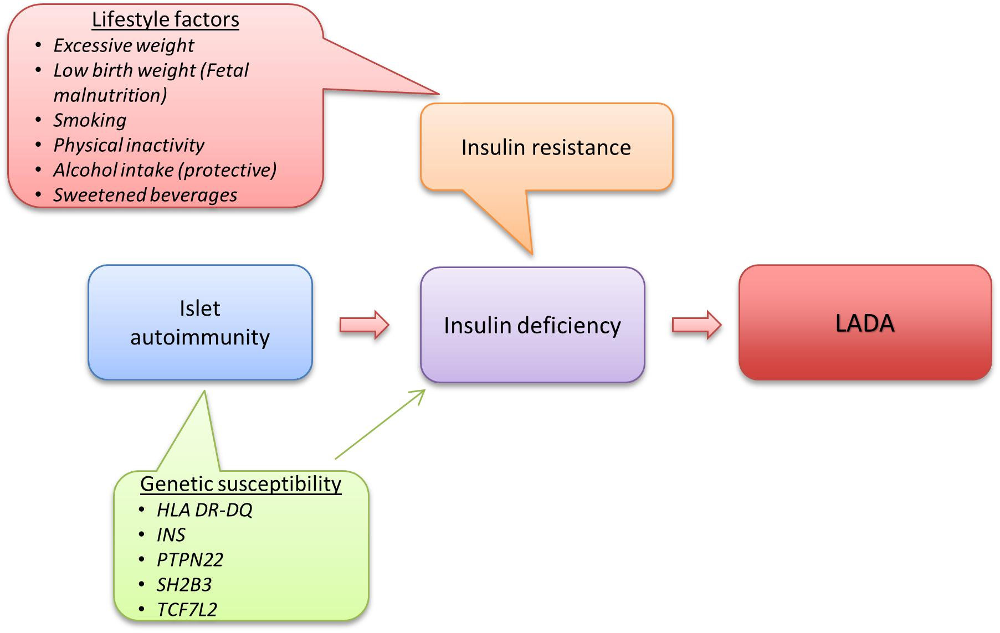 Lifestyle factors
• Excessive weight
• Low birth weight (Fetal
malnutrition)
• Smoking
• Physical inactivity
• Alcohol intake (protective)
• Sweetened beverages
Insulin resistance
Islet
autoimmunity
Insulin deficiency
LADA
Genetic susceptibility
• HLA DR-DQ
• INS
• PTPN22
• SH2B3
• TCF7L2